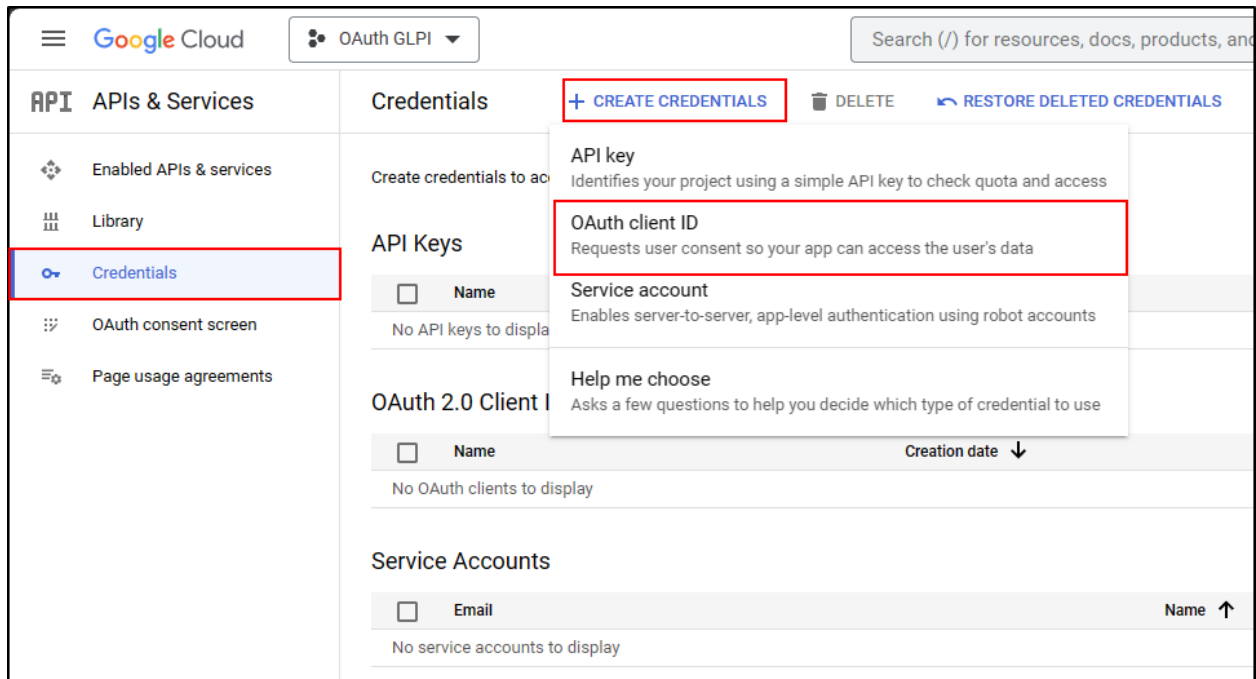 Google Cloud
OAuth GLPI
Search (/) for resources, docs, products, and
API APIs & Services
Credentials
+ CREATE CREDENTIALS
DELETE
RESTORE DELETED CREDENTIALS
Enabled APIs & services
Library
Credentials
OAuth consent screen
Page usage agreements
Create credentials to
API key
Identifies your project using a simple API key to check quota and access
OAuth client ID
Requests user consent so your app can access the user's data
Service account
Enables server-to-server, app-level authentication using robot accounts
Help me choose
Asks a few questions to help you decide which type of credential to use
API Keys
Name
No API keys to displa
OAuth 2.0 Client I
Name
Creation date
No OAuth clients to display
Service Accounts
Email
Name
No service accounts to display